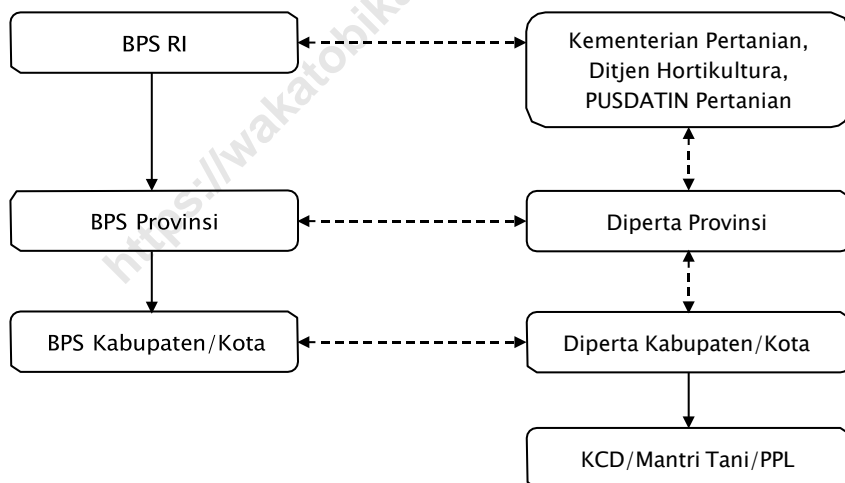 BPS RI
Kementerian Pertanian,
Ditjen Hortikultura,
PUSDATIN Pertanian
BPS Provinsi
Diperta Provinsi
BPS Kabupaten/Kota
Diperta Kabupaten/Kota
KCD/Mantri Tani/PPL
https://wakatobika